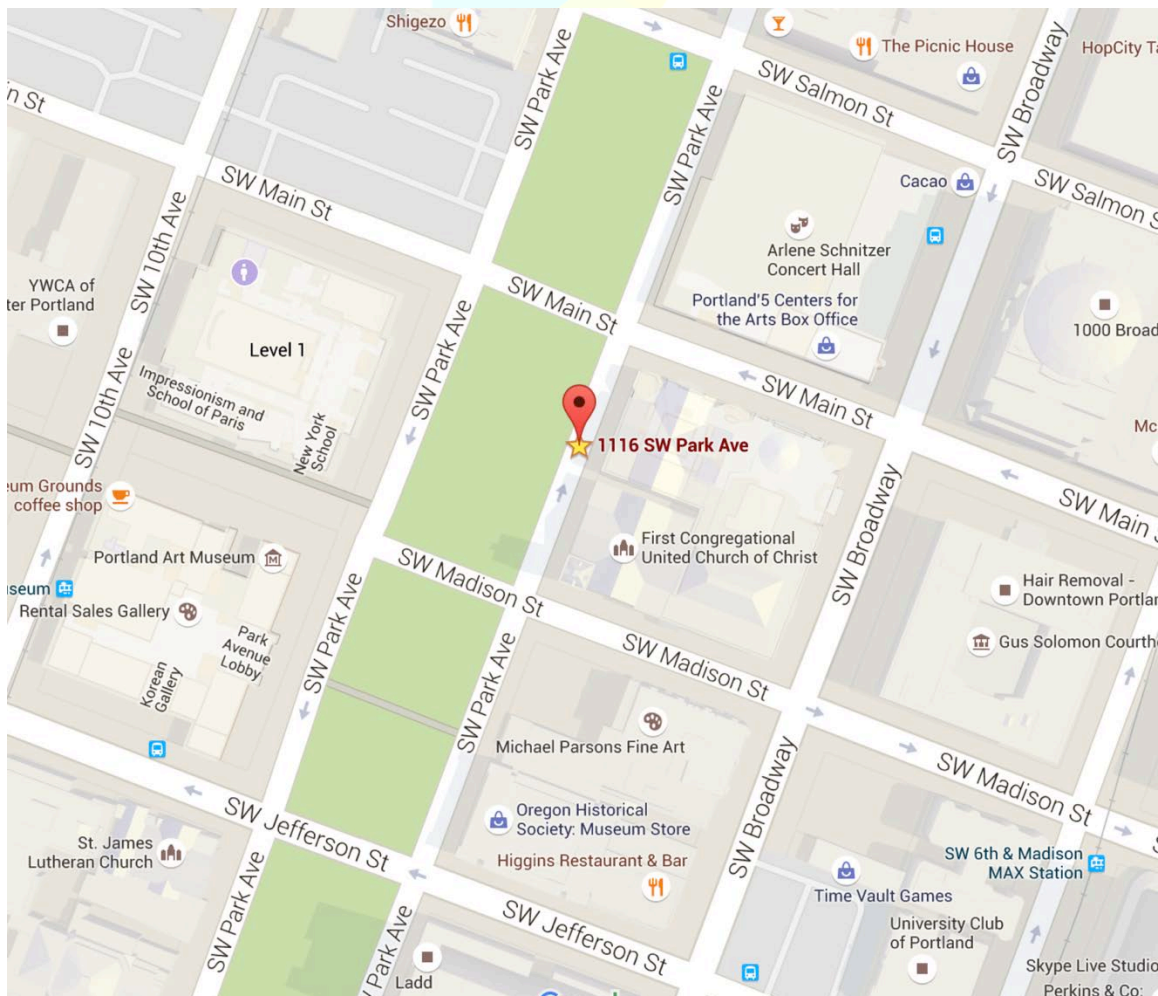 Shigezo
SW Park Ave
The Picnic House
HopCity Ta
SW Salmon St
SW Broadway
SW Park Ave
n St
SW Main St
SW 10th Ave
Cacao
SW Salmon St
Arlene Schnitzer
Concert Hall
YWCA of
ter Portland
Portland'5 Centers for
the Arts Box Office
SW Main St
1000 Broad
Level 1
SW Park Ave
SW Park Ave
Impressionism and
School of Paris
New York
School
SW 10th Ave
SW Main St
Mc
1116 SW Park Ave
eum Grounds
coffee shop
SW Main S
First Congregational
United Church of Christ
SW Broadway
Portland Art Museum
SW Madison St
useum
Rental Sales Gallery
Hair Removal -
Downtown Portlan
Gus Solomon Courtho
Park
Avenue
Lobby
Korean
Gallery
SW Park Ave
SW Park Ave
SW Madison St
Michael Parsons Fine Art
SW Broadway
SW Madison St
Oregon Historical
Society: Museum Store
SW Jefferson St
St. James
Lutheran Church
Higgins Restaurant & Bar
SW 6th & Madison
MAX Station
Time Vault Games
SW Park Ave
SW Park Ave
SW Jefferson St
University Club
of Portland
Ladd
Skype Live Studio
Perkins & Co: